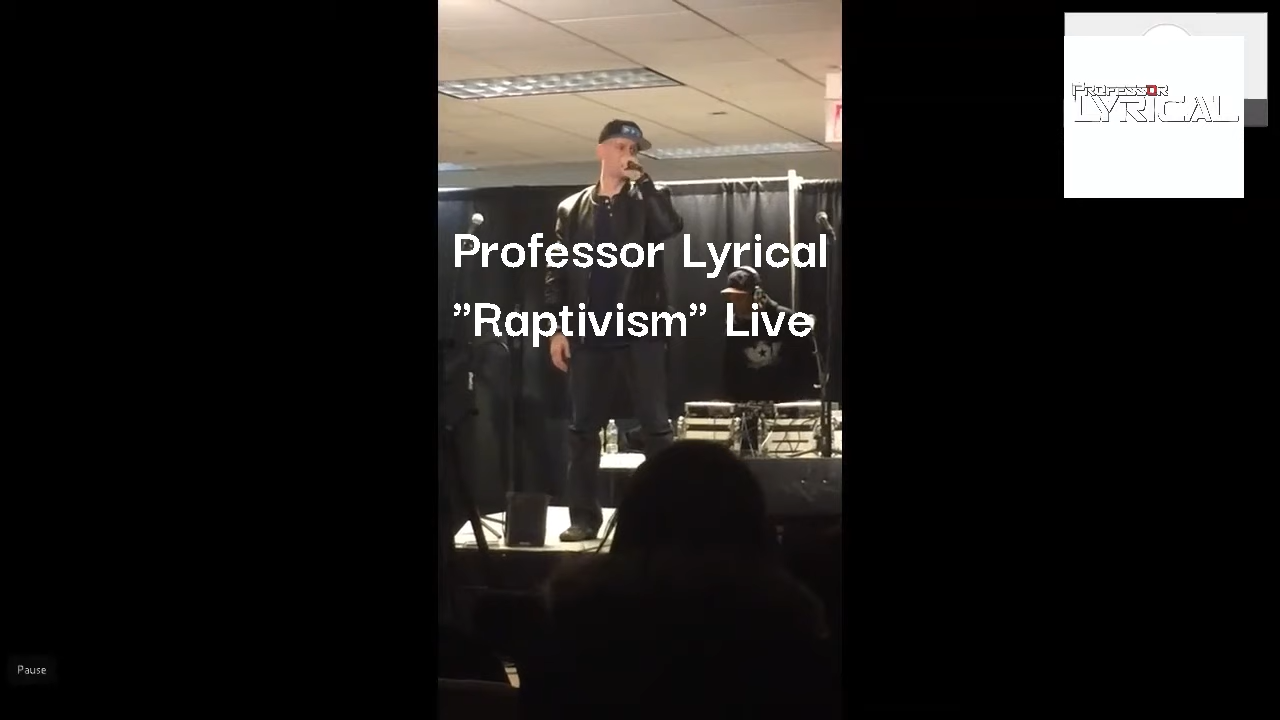 Professor Lyrical
"Raptivism" Live
PROFESSOR
LYRICAL
Pause